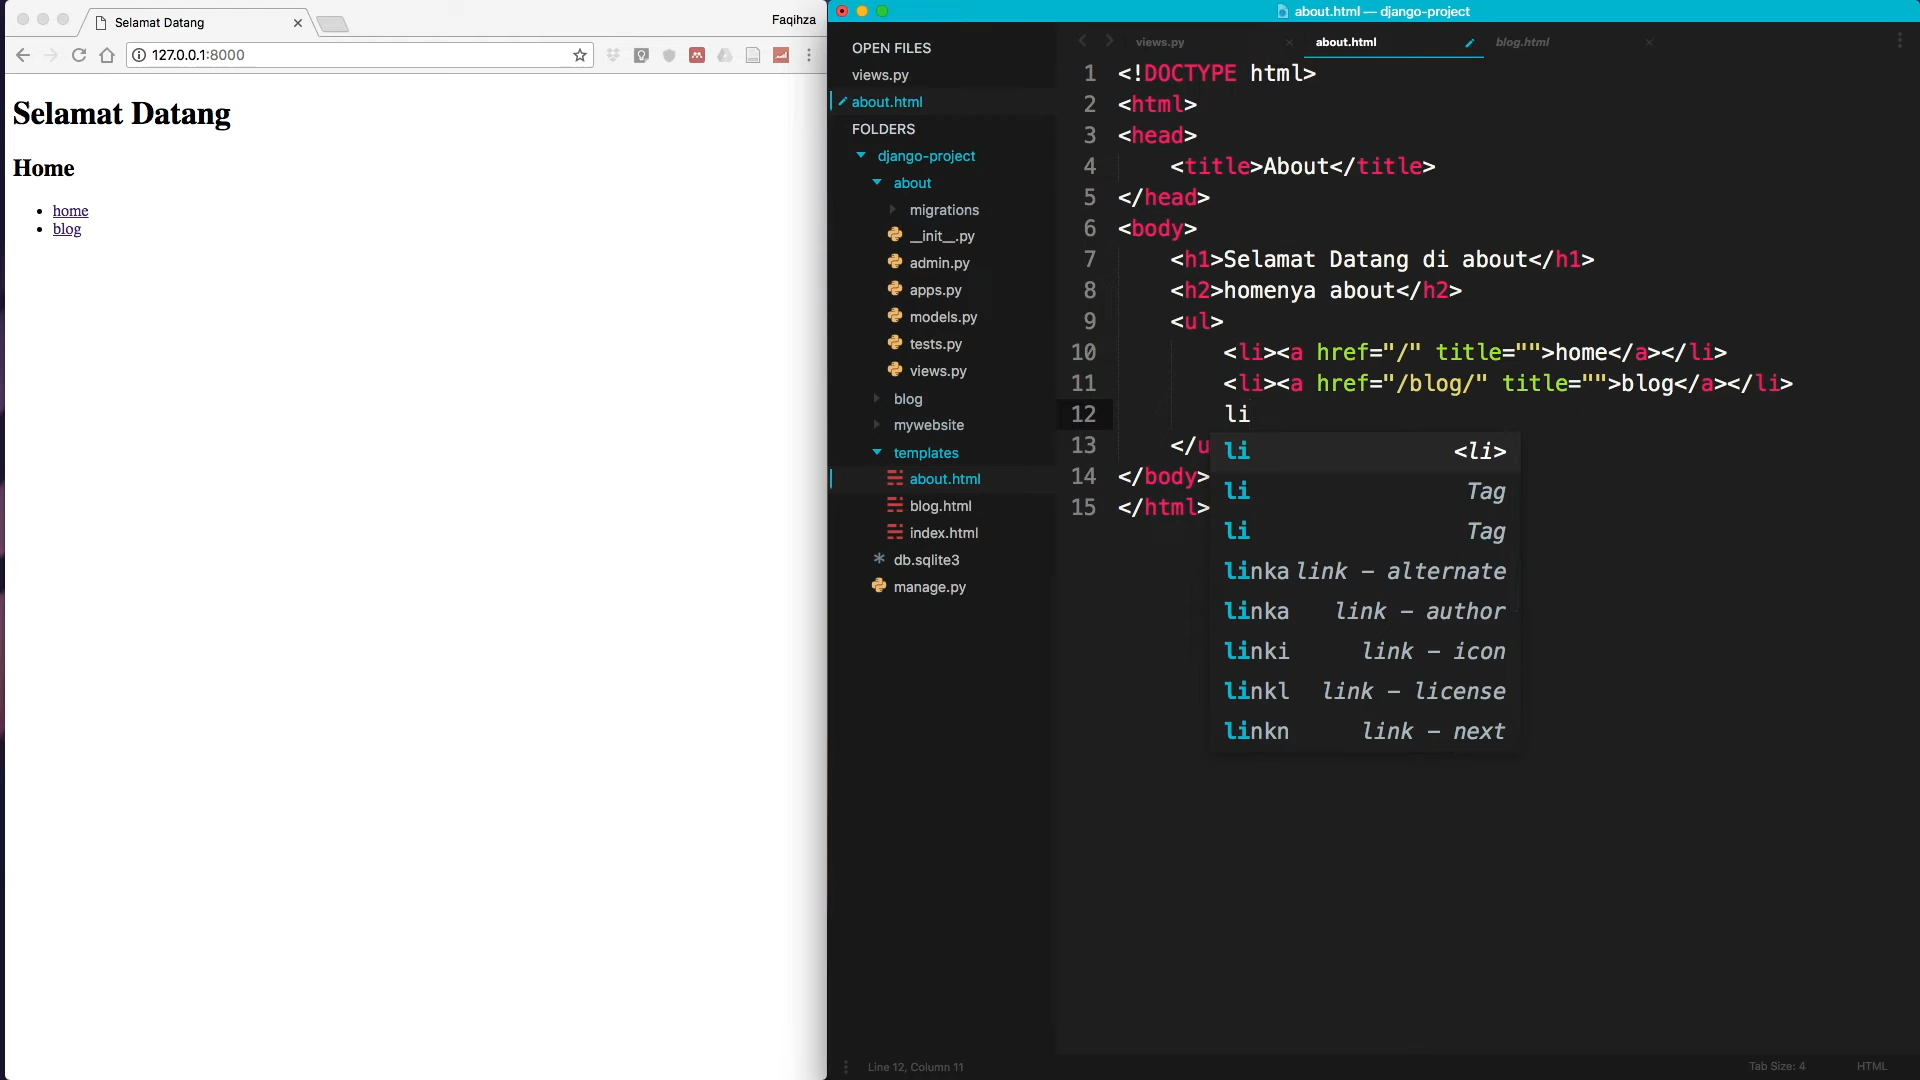 Selamat Datang
Faqihza
127.0.0.1:8000
Selamat Datang
Home
home
blog
about.html — django-project
OPEN FILES
views.py
about.html
FOLDERS
django-project
about
migrations
__init__.py
admin.py
apps.py
models.py
tests.py
views.py
blog
mywebsite
templates
about.html
blog.html
index.html
db.sqlite3
manage.py
views.py
about.html
blog.html
1 <!DOCTYPE html>
2 <html>
3 <head>
4 <title>About</title>
5 </head>
6 <body>
7 <h1>Selamat Datang di about</h1>
8 <h2>homenya about</h2>
9 <ul>
10 <li><a href="/" title="">home</a></li>
11 <li><a href="/blog/" title="">blog</a></li>
12 li
13 </u
14 </body>
15 </html>
li <li>
li Tag
li Tag
linka link – alternate
linka link – author
linki link – icon
linkl link – license
linkn link – next
Line 12, Column 11
Tab Size: 4
HTML